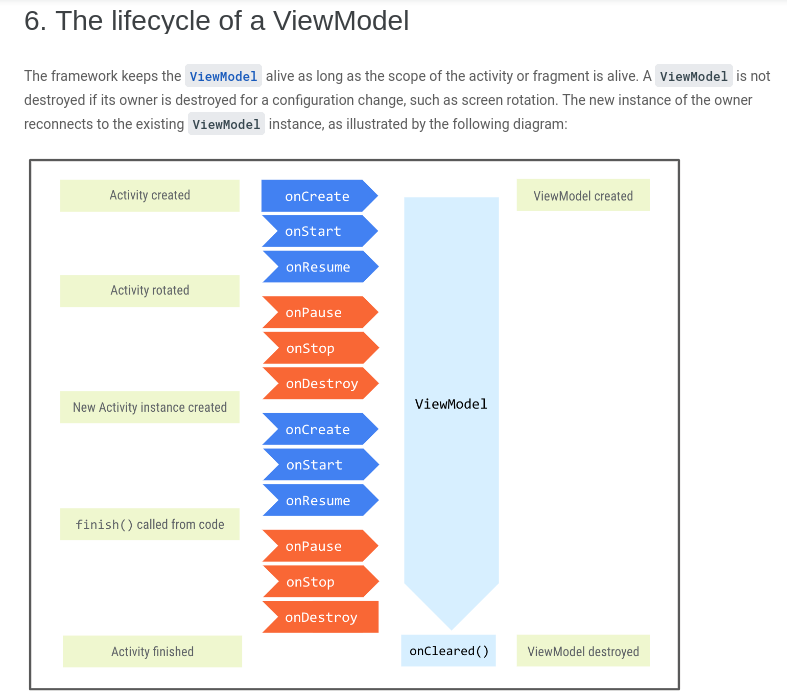 6. The lifecycle of a ViewModel
The framework keeps the ViewModel alive as long as the scope of the activity or fragment is alive. A ViewModel is not
destroyed if its owner is destroyed for a configuration change, such as screen rotation. The new instance of the owner
reconnects to the existing ViewModel instance, as illustrated by the following diagram:
Activity created
onCreate
ViewModel created
onStart
onResume
Activity rotated
onPause
onStop
onDestroy
ViewModel
New Activity instance created
onCreate
onStart
onResume
finish() called from code
onPause
onStop
onDestroy
Activity finished
onCleared()
ViewModel destroyed